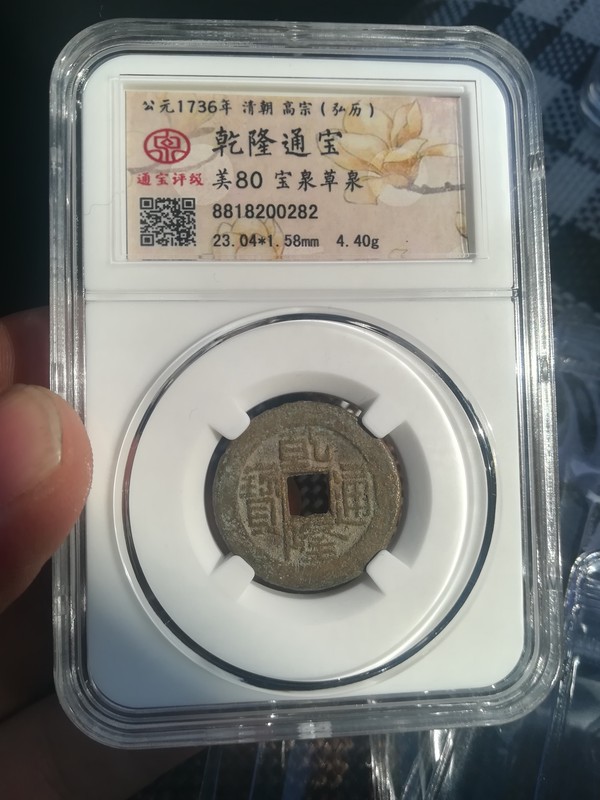 公元1736年 清朝 高宗(弘历)
乾隆通宝
通宝评级
美80 宝泉草泉
8818200282
23.04*1.58mm 4.40g
乾隆通寳